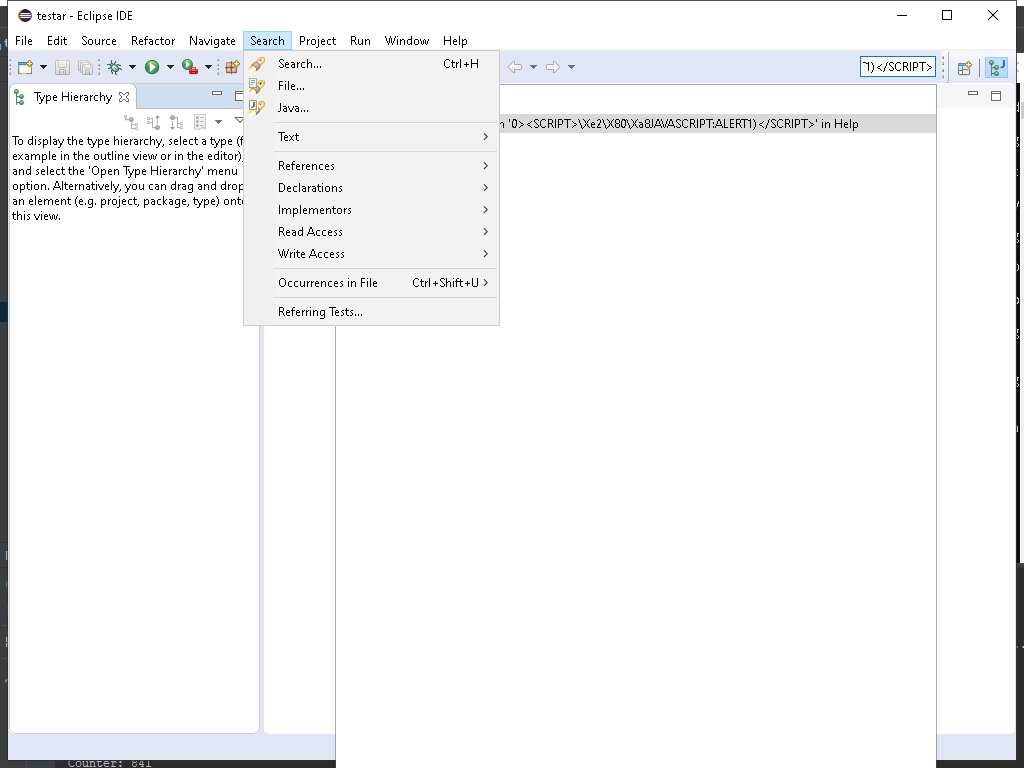 testar - Eclipse IDE
File Edit Source Refactor Navigate Search Project Run Window Help
1)</SCRIPT>
Type Hierarchy
To display the type hierarchy, select a type (
example in the outline view or in the editor),
and select the 'Open Type Hierarchy' menu
option. Alternatively, you can drag and drop
an element (e.g. project, package, type)
this view.
Search... Ctrl+H
File...
Java...
Text
References
Declarations
Implementors
Read Access
Write Access
Occurrences in File Ctrl+Shift+U
Referring Tests...
'0><SCRIPT>\Xe2\X80\Xa8JAVASCRIPT:ALERT1)</SCRIPT>' in Help
Counter: 841